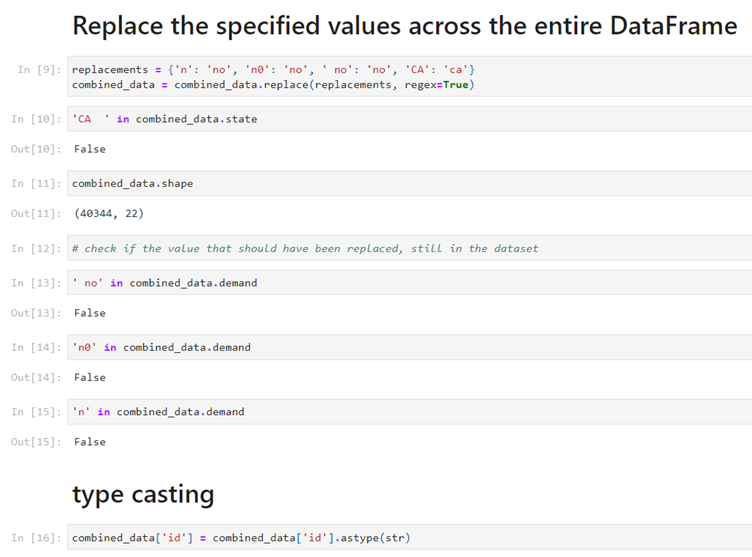 Replace the specified values across the entire DataFrame
In [9]: replacements = {'n': 'no', 'n0': 'no', ' no': 'no', 'CA': 'ca'}
combined_data = combined_data.replace(replacements, regex=True)
In [10]: 'CA  ' in combined_data.state
Out[10]: False
In [11]: combined_data.shape
Out[11]: (40344, 22)
In [12]: # check if the value that should have been replaced, still in the dataset
In [13]: ' no' in combined_data.demand
Out[13]: False
In [14]: 'n0' in combined_data.demand
Out[14]: False
In [15]: 'n' in combined_data.demand
Out[15]: False
type casting
In [16]: combined_data['id'] = combined_data['id'].astype(str)